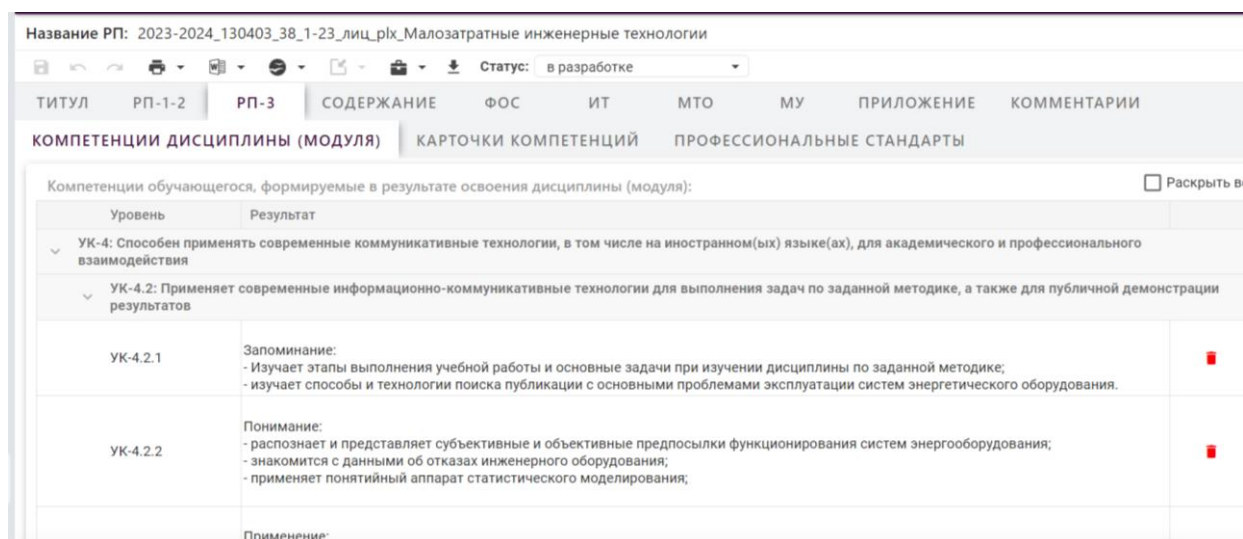 Название РП: 2023-2024_130403_38_1-23_лиц_plx_Малозатратные инженерные технологии
Статус: в разработке
ТИТУЛ РП-1-2 РП-3 СОДЕРЖАНИЕ ФОС ИТ МТО МУ ПРИЛОЖЕНИЕ КОММЕНТАРИИ
КОМПЕТЕНЦИИ ДИСЦИПЛИНЫ (МОДУЛЯ) КАРТОЧКИ КОМПЕТЕНЦИЙ ПРОФЕССИОНАЛЬНЫЕ СТАНДАРТЫ
Компетенции обучающегося, формируемые в результате освоения дисциплины (модуля): Раскрыть
Уровень Результат
УК-4: Способен применять современные коммуникативные технологии, в том числе на иностранном(ых) языке(ах), для академического и профессионального
взаимодействия
УК-4.2: Применяет современные информационно-коммуникативные технологии для выполнения задач по заданной методике, а также для публичной демонстрации
результатов
УК-4.2.1
Запоминание:
- Изучает этапы выполнения учебной работы и основные задачи при изучении дисциплины по заданной методике;
- изучает способы и технологии поиска публикации с основными проблемами эксплуатации систем энергетического оборудования.
УК-4.2.2
Понимание:
- распознает и представляет субъективные и объективные предпосылки функционирования систем энергооборудования;
- знакомится с данными об отказах инженерного оборудования;
- применяет понятийный аппарат статистического моделирования;
Применение: